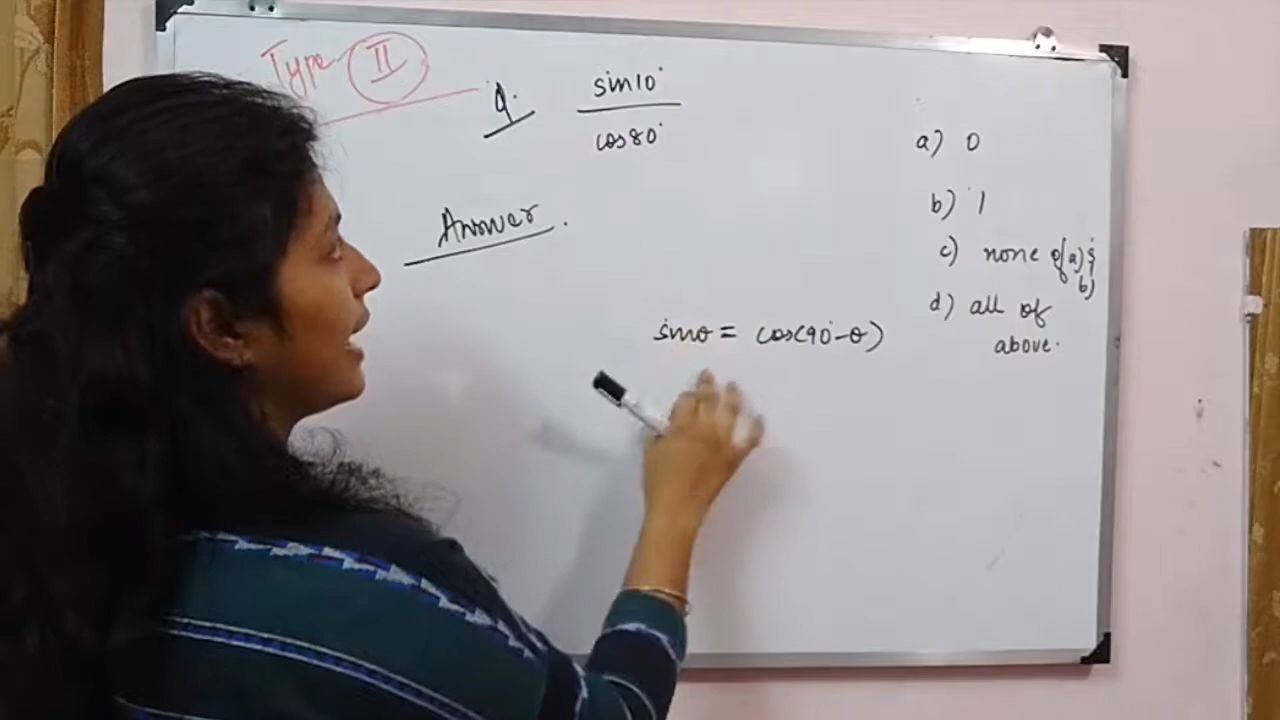 Type II
Q. sin10°
cos80°
Answer.
sinθ = cos(90°-θ)
a) 0
b) 1
c) none of a) &
b)
d) all of
above.